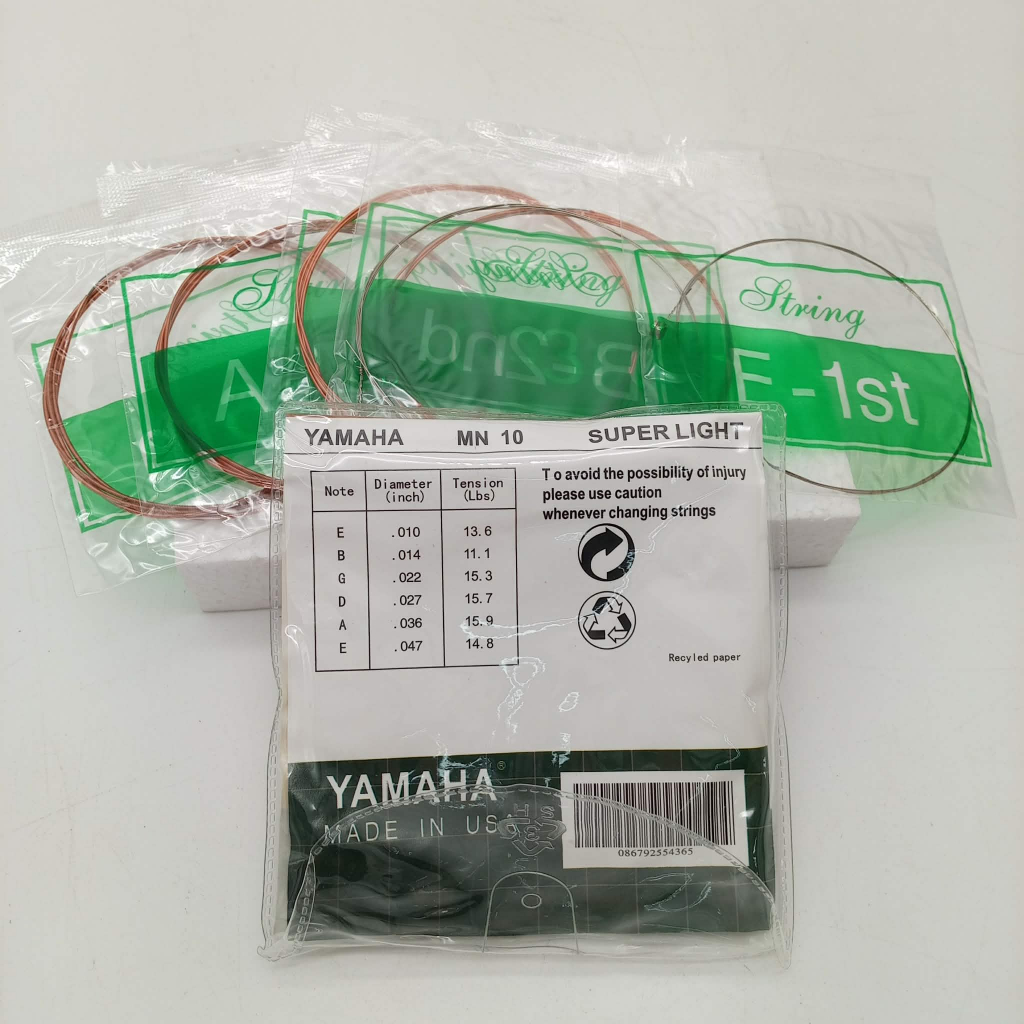 String
A
B-2nd
String
E-1st
YAMAHA MN 10 SUPER LIGHT
Note Diameter (inch) Tension (Lbs)
E .010 13.6
B .014 11.1
G .022 15.3
D .027 15.7
A .036 15.9
E .047 14.8
T o avoid the possibility of injury
please use caution
whenever changing strings
Recyled paper
YAMAHA®
MADE IN USA
086792554365